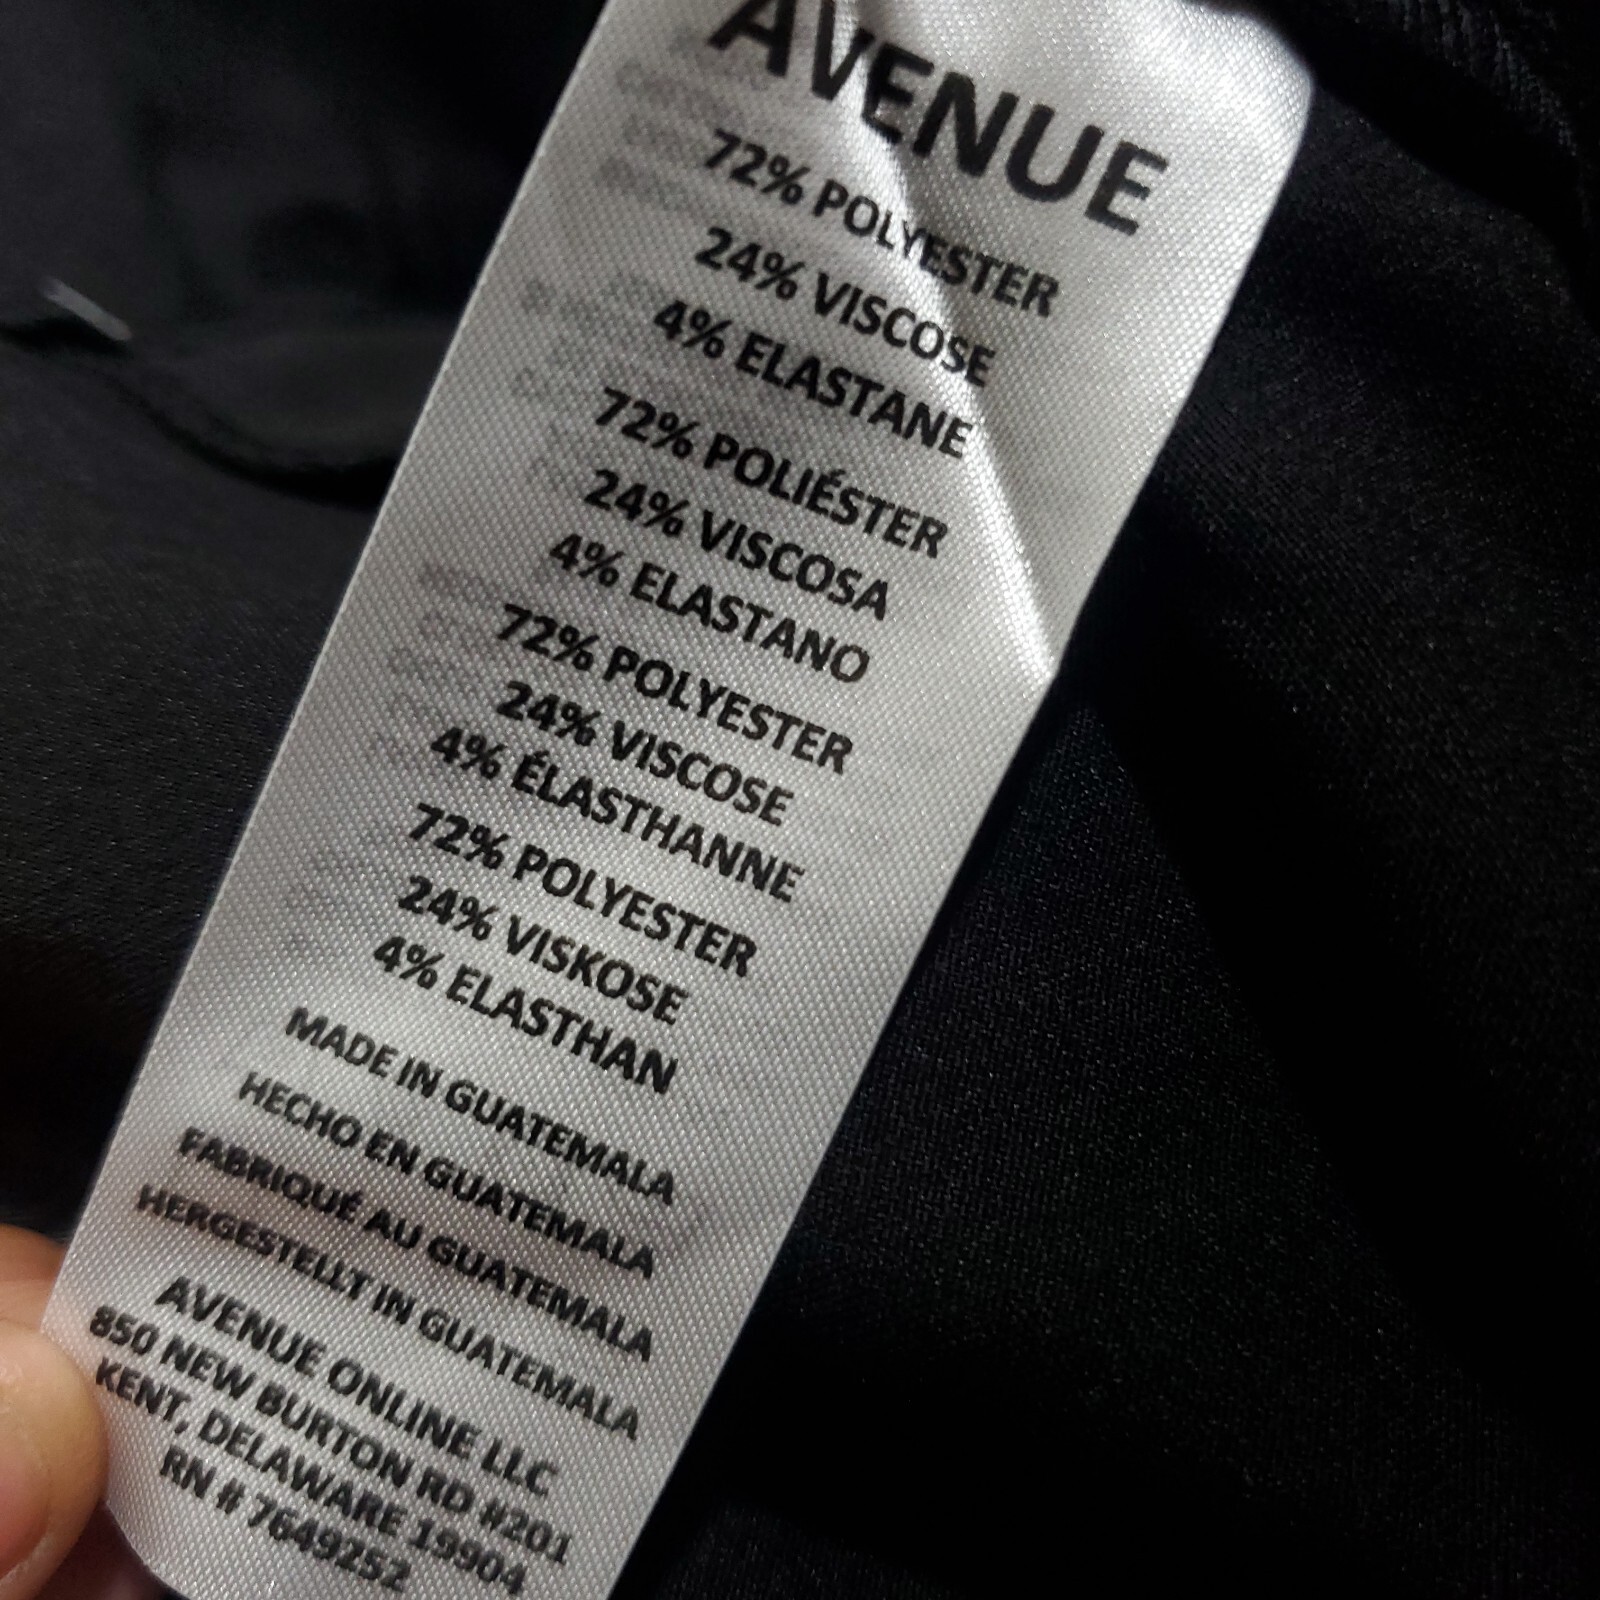 AVENUE
72% POLYESTER
24% VISCOSE
4% ELASTANE
72% POLIÉSTER
24% VISCOSA
4% ELASTANO
72% POLYESTER
24% VISCOSE
4% ÉLASTHANNE
72% POLYESTER
24% VISKOSE
4% ELASTHAN
MADE IN GUATEMALA
HECHO EN GUATEMALA
FABRIQUÉ AU GUATEMALA
HERGESTELLT IN GUATEMALA
AVENUE ONLINE LLC
850 NEW BURTON RD #201
KENT, DELAWARE 19904
RN # 7649252